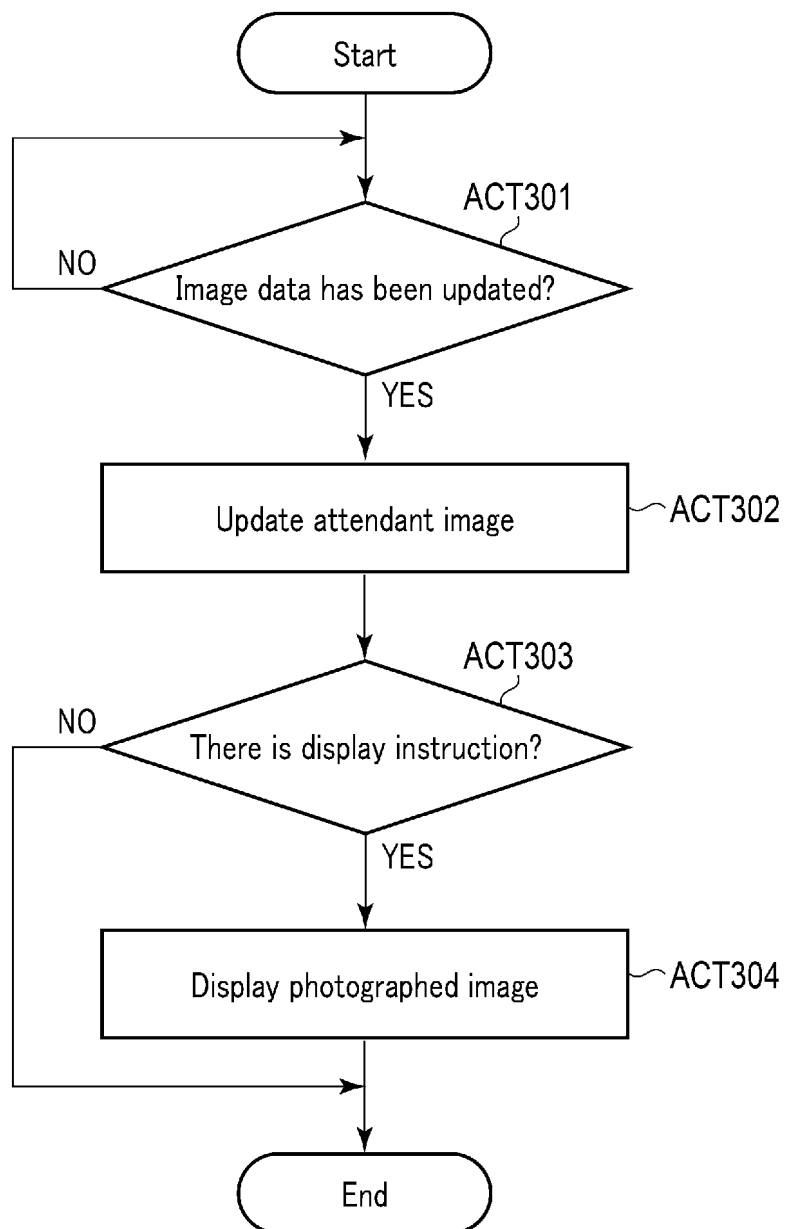 Start
ACT301
NO
Image data has been updated?
YES
Update attendant image
ACT302
ACT303
NO
There is display instruction?
YES
Display photographed image
ACT304
End